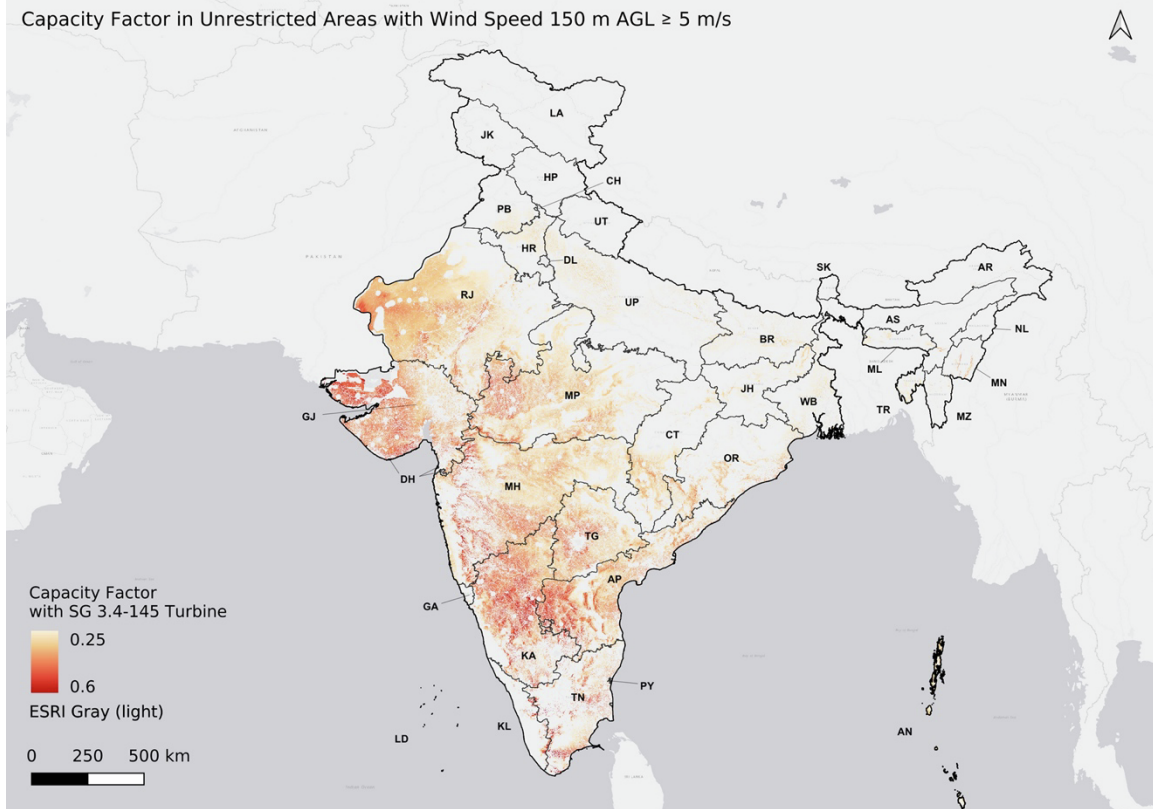 Capacity Factor in Unrestricted Areas with Wind Speed 150 m AGL ≥ 5 m/s
LA
JK
HP
CH
PB
UT
HR
DL
PAKISTAN
SK
AR
RJ
UP
AS
NL
BR
ML
MN
JH
WB
TR
MZ
GJ
MP
CT
OR
DH
MH
TG
AP
GA
KA
PY
TN
KL
LD
AN
Capacity Factor
with SG 3.4-145 Turbine
0.25
0.6
ESRI Gray (light)
0 250 500 km